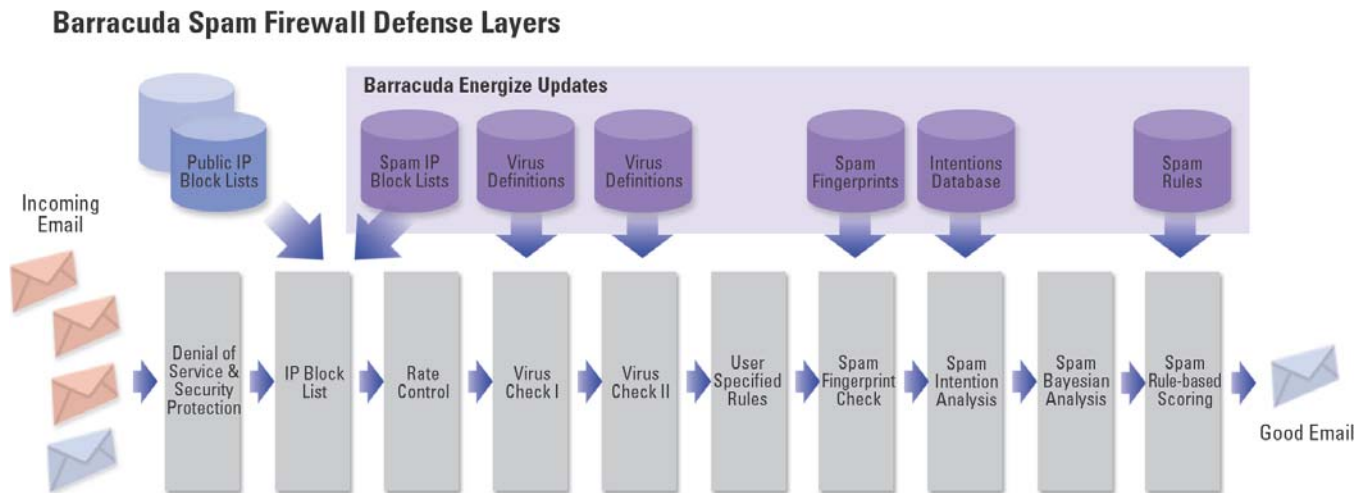 Barracuda Spam Firewall Defense Layers
Barracuda Energize Updates
Public IP
Block Lists
Spam IP
Block Lists
Virus
Definitions
Virus
Definitions
Spam
Fingerprints
Intentions
Database
Spam
Rules
Incoming
Email
Denial of
Service &
Security
Protection
IP Block
List
Rate
Control
Virus
Check I
Virus
Check II
User
Specified
Rules
Spam
Fingerprint
Check
Spam
Intention
Analysis
Spam
Bayesian
Analysis
Spam
Rule-based
Scoring
Good Email